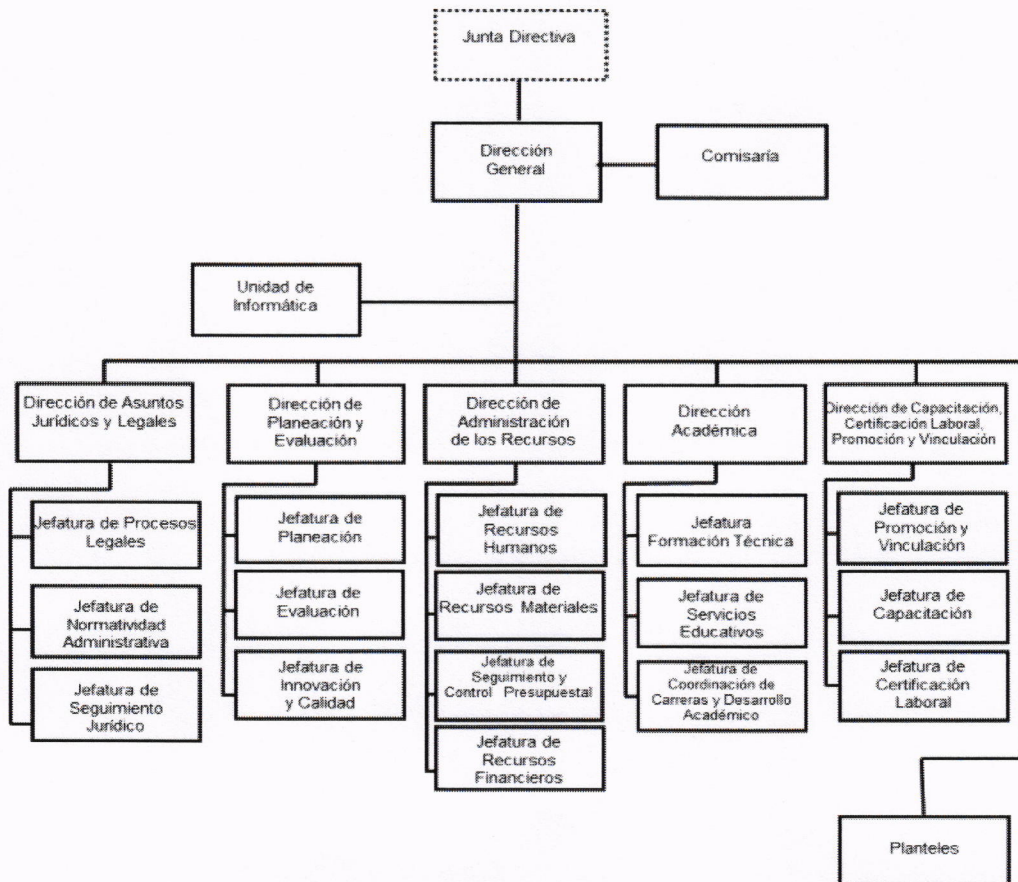 Junta Directiva
Dirección
General
Comisaría
Unidad de
Informática
Dirección de Asuntos
Jurídicos y Legales
Dirección de
Planeación y
Evaluación
Dirección de
Administración
de los Recursos
Dirección
Académica
Dirección de Capacitación,
Certificación Laboral,
Promoción y Vinculación
Jefatura de Procesos
Legales
Jefatura de
Normatividad
Administrativa
Jefatura de
Seguimiento
Jurídico
Jefatura de
Planeación
Jefatura de
Evaluación
Jefatura de
Innovación
y Calidad
Jefatura de
Recursos
Humanos
Jefatura de
Recursos Materiales
Jefatura de
Seguimiento y
Control Presupuestal
Jefatura de
Recursos
Financieros
Jefatura
Formación Técnica
Jefatura de
Servicios
Educativos
Jefatura de
Coordinación de
Carreras y Desarrollo
Académico
Jefatura de
Promoción y
Vinculación
Jefatura de
Capacitación
Jefatura de
Certificación
Laboral
Planteles